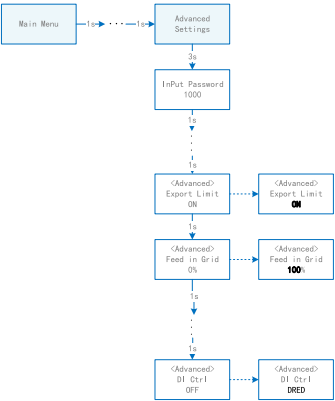 Main Menu
1s
1s
Advanced
Settings
3s
InPut Password
1000
1s
1s
<Advanced>
Export Limit
ON
<Advanced>
Export Limit
ON
1s
<Advanced>
Feed in Grid
0%
<Advanced>
Feed in Grid
100%
1s
1s
<Advanced>
DI Ctrl
OFF
<Advanced>
DI Ctrl
DRED